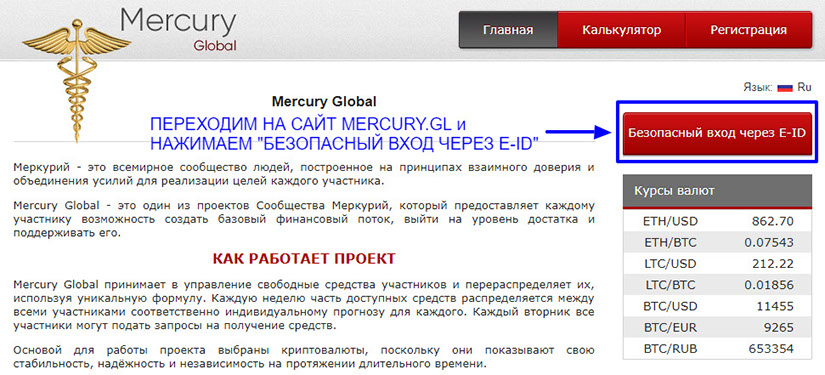 Mercury
Global
Главная
Калькулятор
Регистрация
Язык: Ru
Mercury Global
ПЕРЕХОДИМ НА САЙТ MERCURY.GL и
НАЖИМАЕМ "БЕЗОПАСНЫЙ ВХОД ЧЕРЕЗ E-ID"
Безопасный вход через E-ID
Меркурий - это всемирное сообщество людей, построенное на принципах взаимного доверия и
объединения усилий для реализации целей каждого участника.
Mercury Global - это один из проектов Сообщества Меркурий, который предоставляет каждому
участнику возможность создать базовый финансовый поток, выйти на уровень достатка и
поддерживать его.
КАК РАБОТАЕТ ПРОЕКТ
Mercury Global принимает в управление свободные средства участников и перераспределяет их,
используя уникальную формулу. Каждую неделю часть доступных средств распределяется между
всеми участниками соответственно индивидуальному прогнозу для каждого. Каждый вторник все
участники могут подать запросы на получение средств.
Основой для работы проекта выбраны криптовалюты, поскольку они показывают свою
стабильность, надёжность и независимость на протяжении длительного времени.
Курсы валют
ETH/USD 862.70
ETH/BTC 0.07543
LTC/USD 212.22
LTC/BTC 0.01856
BTC/USD 11455
BTC/EUR 9265
BTC/RUB 653354